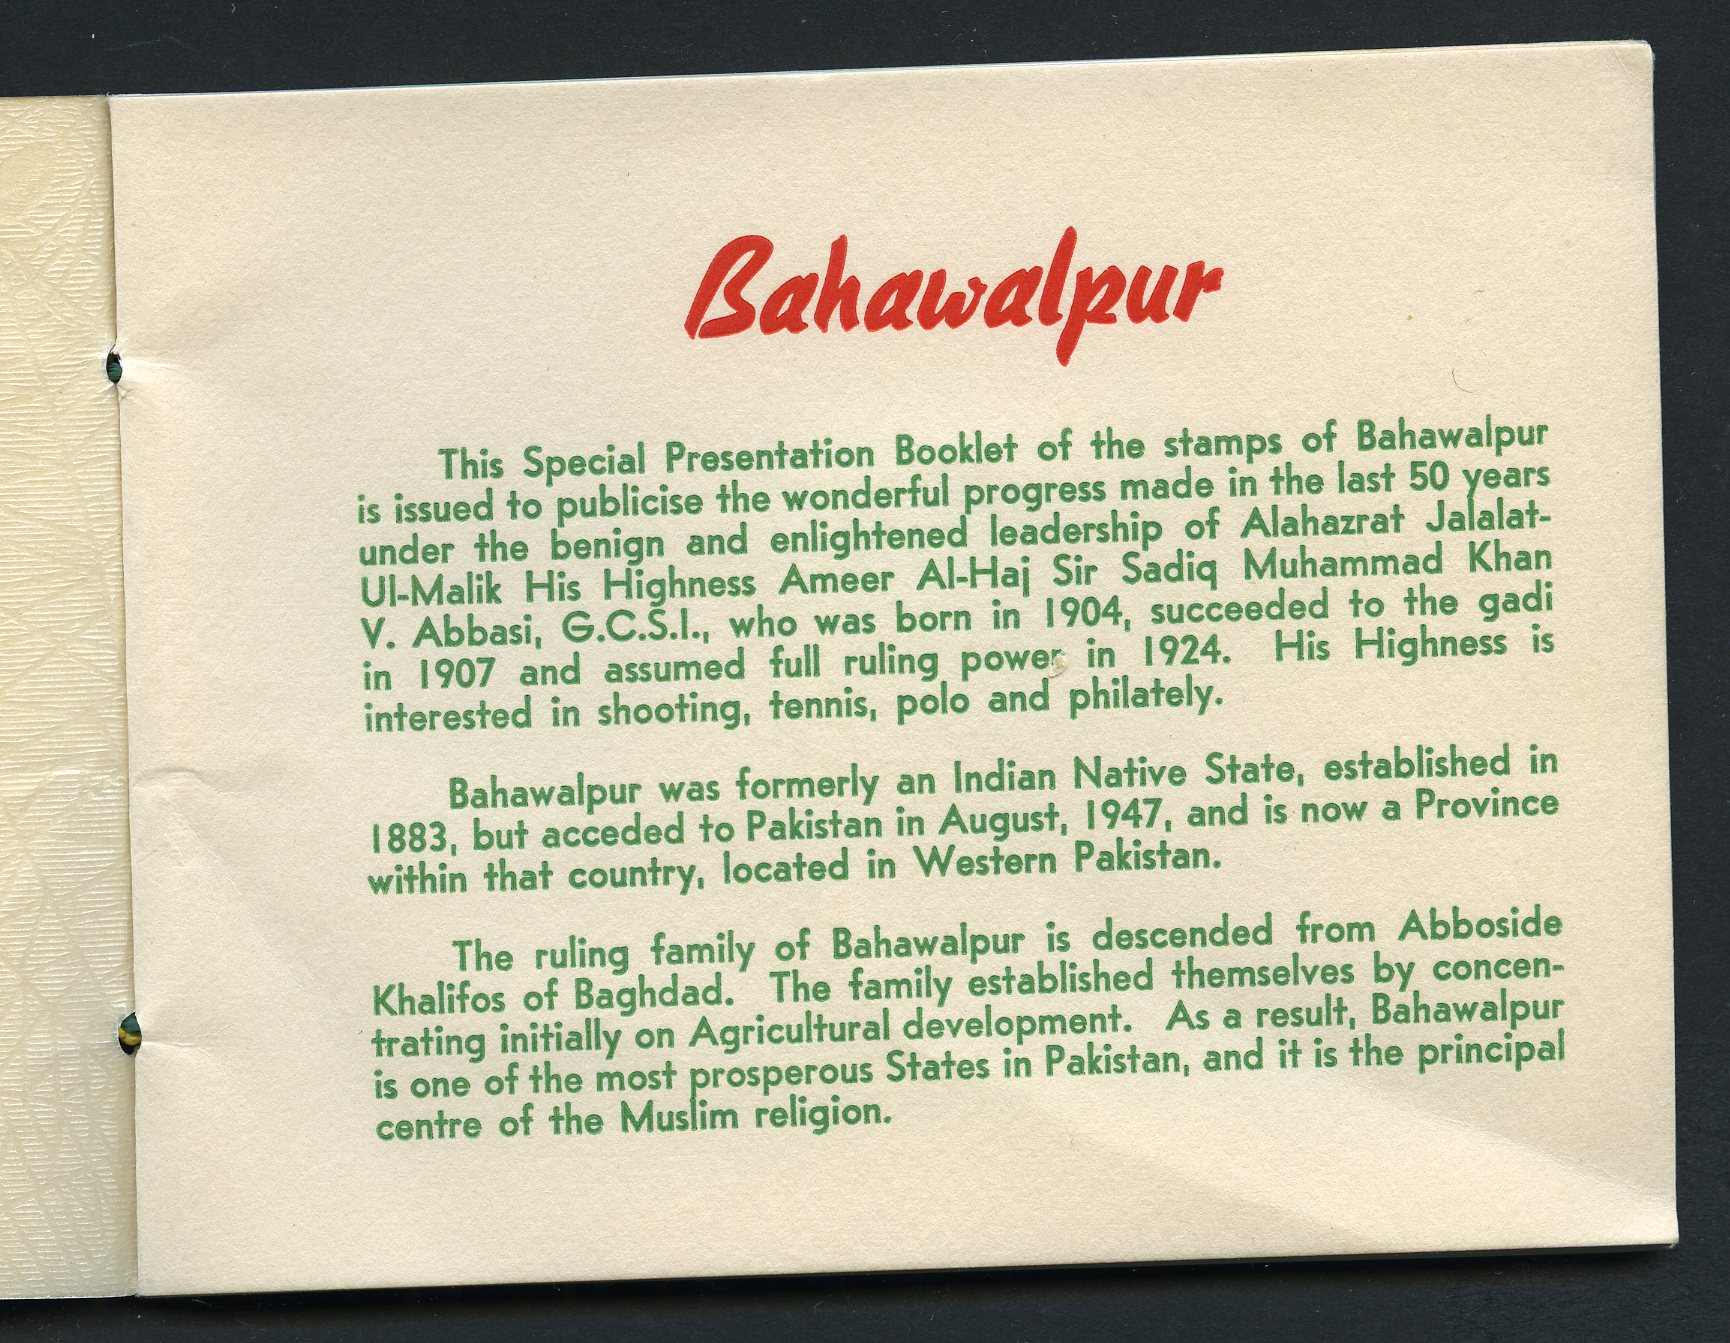 Bahawalpur
This Special Presentation Booklet of the stamps of Bahawalpur
is issued to publicise the wonderful progress made in the last 50 years
under the benign and enlightened leadership of Alahazrat Jalalat-
Ul-Malik His Highness Ameer Al-Haj Sir Sadiq Muhammad Khan
V. Abbasi, G.C.S.I., who was born in 1904, succeeded to the gadi
in 1907 and assumed full ruling power in 1924. His Highness is
interested in shooting, tennis, polo and philately.
Bahawalpur was formerly an Indian Native State, established in
1883, but acceded to Pakistan in August, 1947, and is now a Province
within that country, located in Western Pakistan.
The ruling family of Bahawalpur is descended from Abboside
Khalifos of Baghdad. The family established themselves by concen-
trating initially on Agricultural development. As a result, Bahawalpur
is one of the most prosperous States in Pakistan, and it is the principal
centre of the Muslim religion.